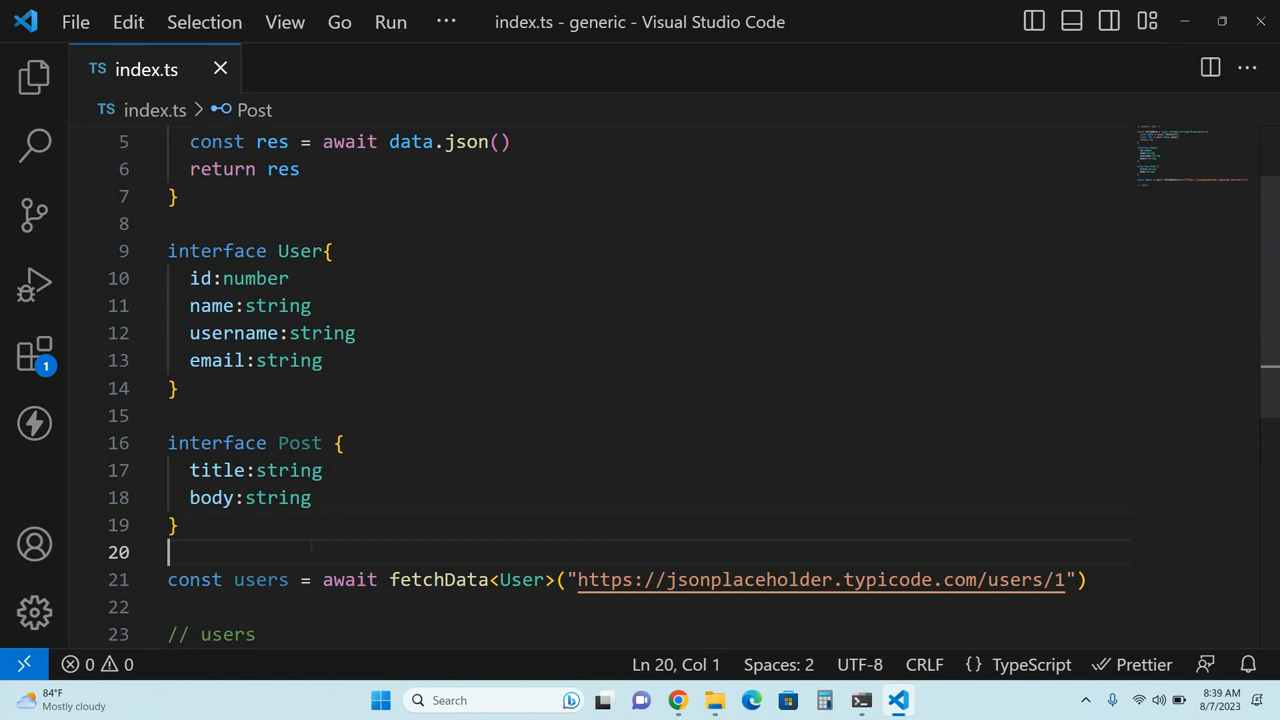 File Edit Selection View Go Run ··· index.ts - generic - Visual Studio Code
TS index.ts
TS index.ts > Post
5 const res = await data.json()
6 return res
7 }
8
9 interface User{
10 id:number
11 name:string
12 username:string
13 email:string
14 }
15
16 interface Post {
17 title:string
18 body:string
19 }
20
21 const users = await fetchData<User>("https://jsonplaceholder.typicode.com/users/1")
22
23 // users
1
0 0 Ln 20, Col 1 Spaces: 2 UTF-8 CRLF {} TypeScript Prettier
84°F
Mostly cloudy
Search
8:39 AM
8/7/2023